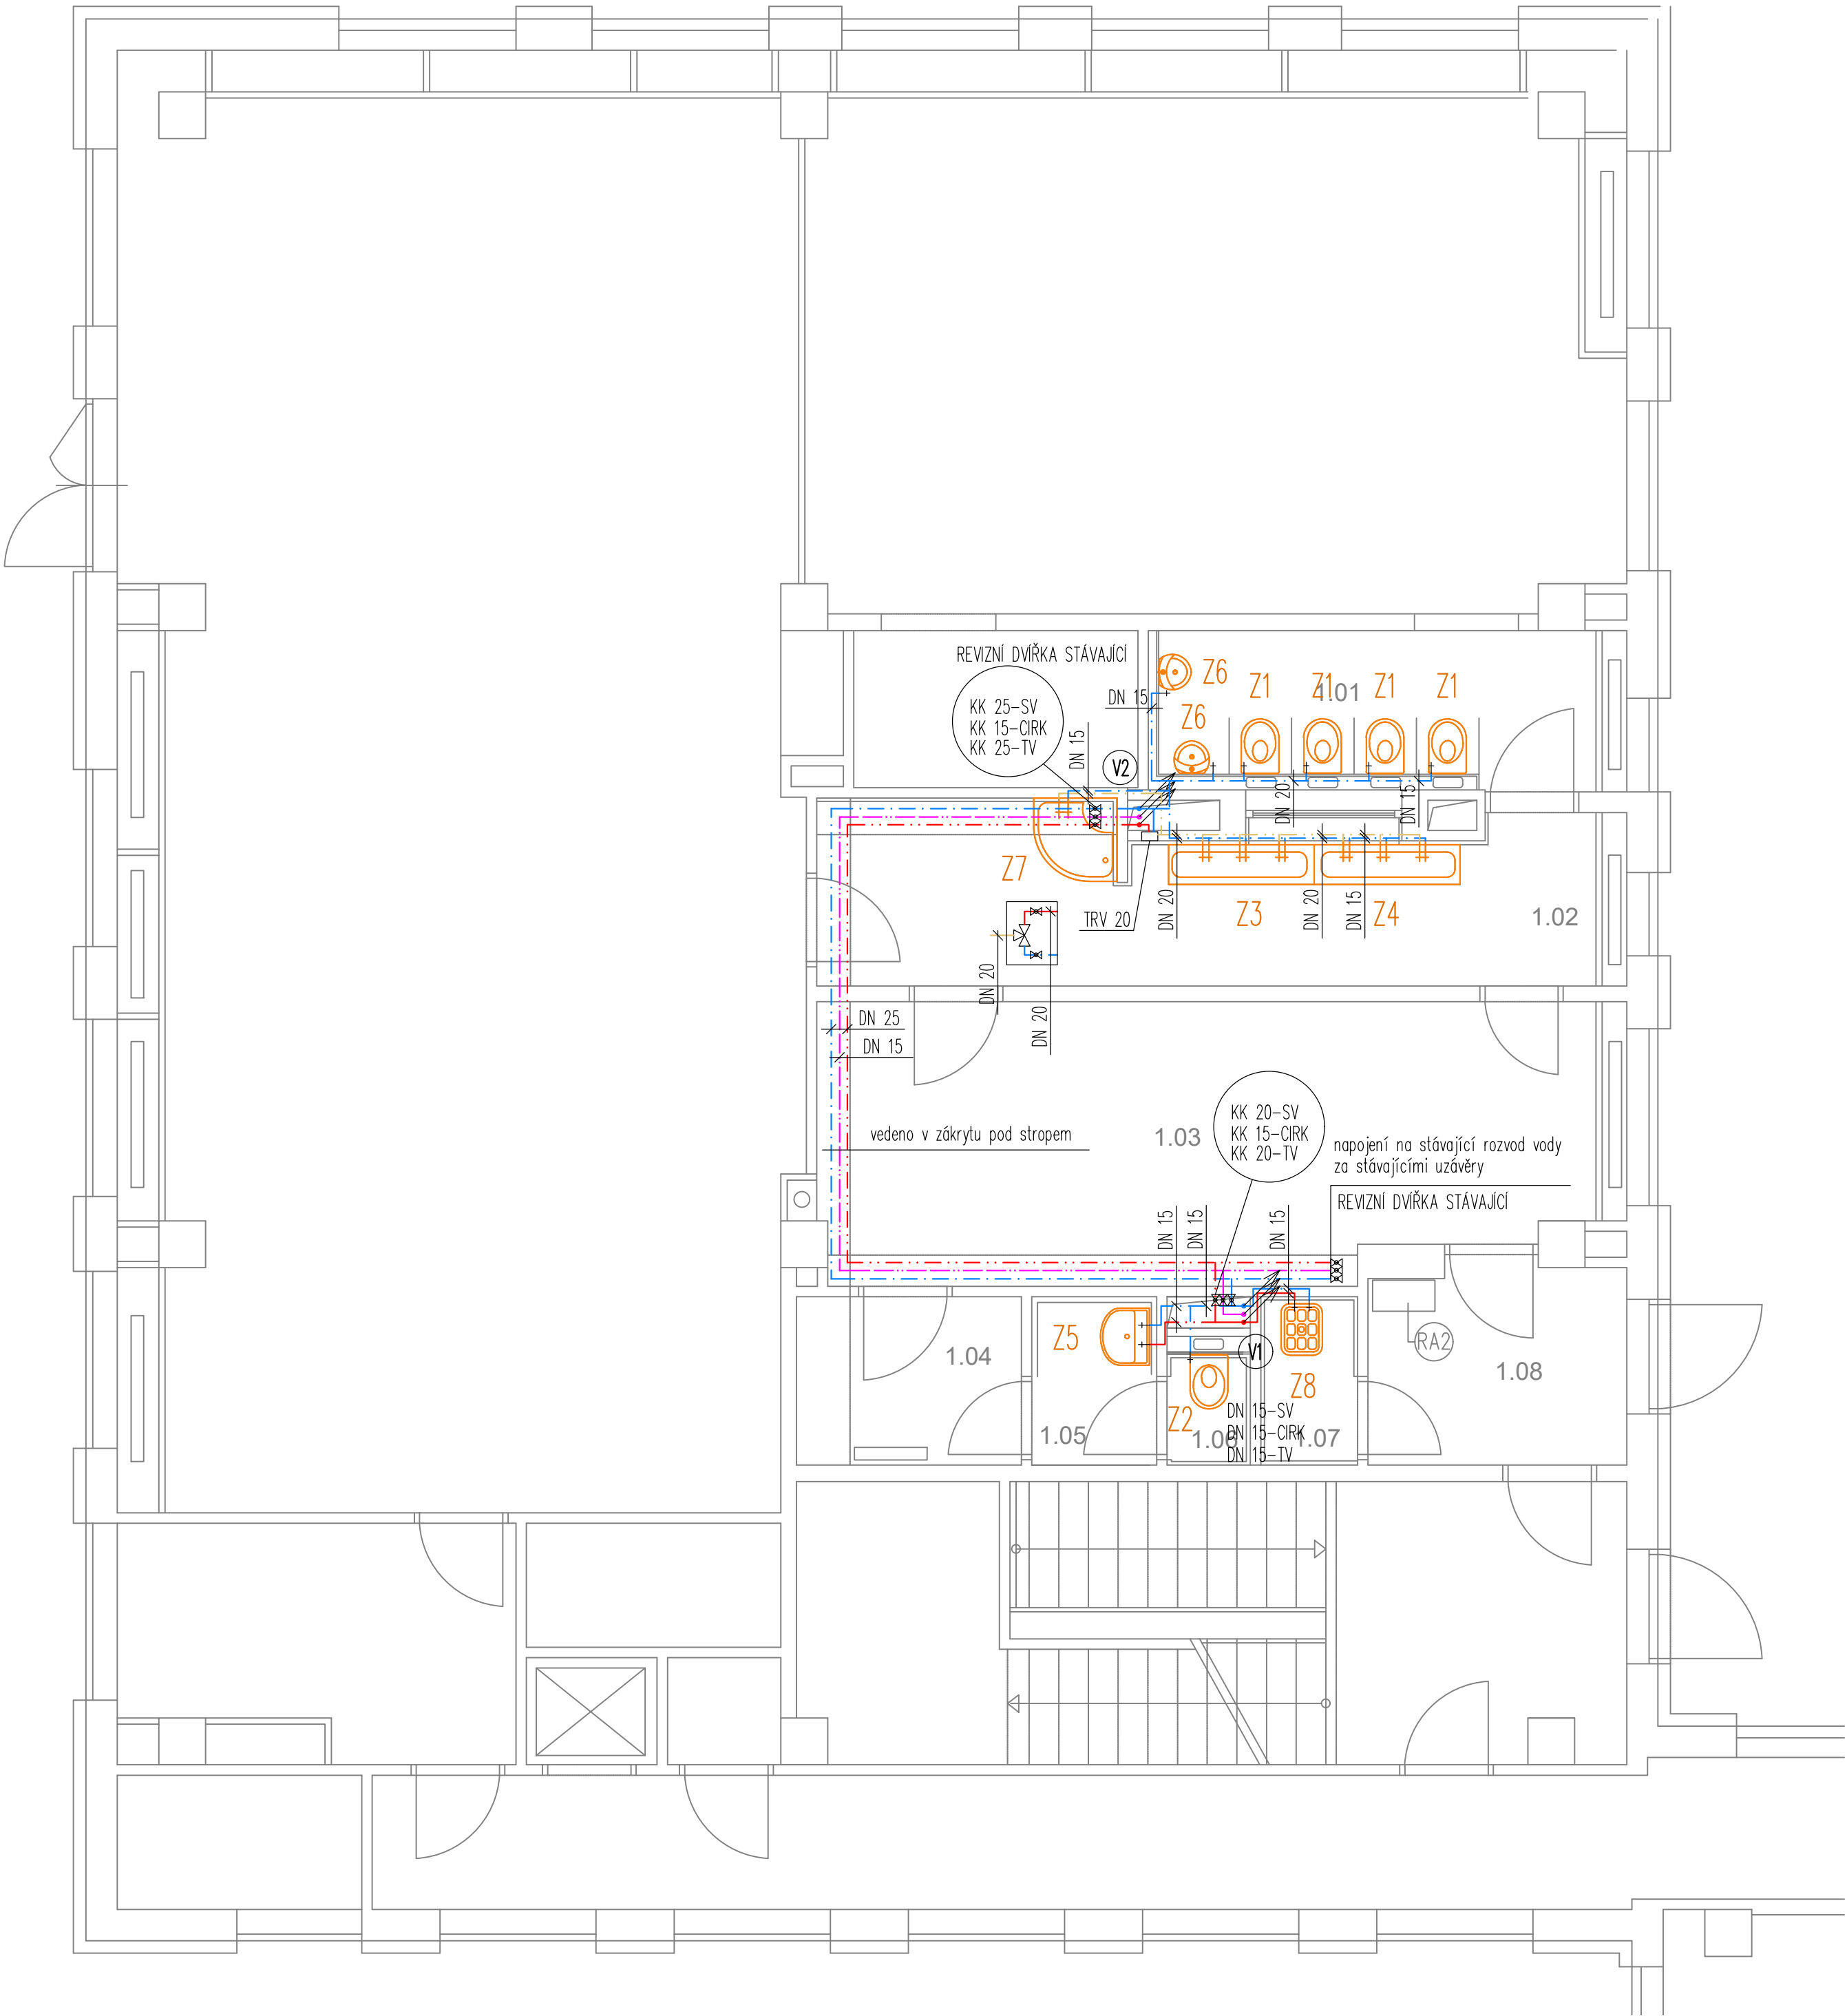 REVIZNÍ DVÍŘKA STÁVAJÍCÍ
KK 25-SV
KK 15-CIRK
KK 25-TV
DN 15
DN 15
V2
Z6
Z6
Z1
Z1
Z1
Z1
1.01
DN 20
DN 15
Z7
TRV 20
DN 20
Z3
DN 20
DN 15
Z4
1.02
DN 20
DN 20
DN 25
DN 15
vedeno v zákrytu pod stropem
1.03
KK 20-SV
KK 15-CIRK
KK 20-TV
napojení na stávající rozvod vody
za stávajícími uzávěry
REVIZNÍ DVÍŘKA STÁVAJÍCÍ
DN 15
DN 15
DN 15
Z5
1.04
V1
RA2
1.08
Z8
Z2
DN 15-SV
DN 15-CIRK
DN 15-TV
1.05
1.06
1.07